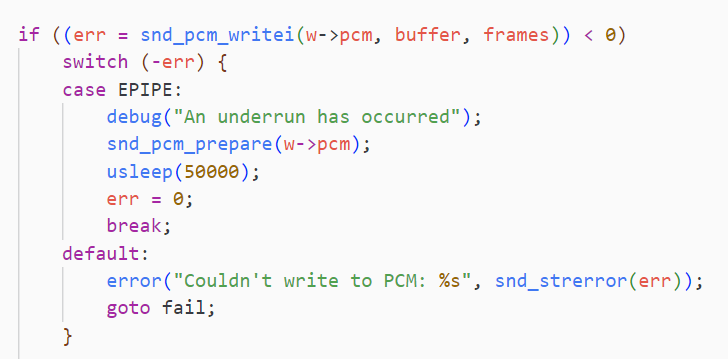 if ((err = snd_pcm_writei(w->pcm, buffer, frames)) < 0)
    switch (-err) {
    case EPIPE:
        debug("An underrun has occurred");
        snd_pcm_prepare(w->pcm);
        usleep(50000);
        err = 0;
        break;
    default:
        error("Couldn't write to PCM: %s", snd_strerror(err));
        goto fail;
    }